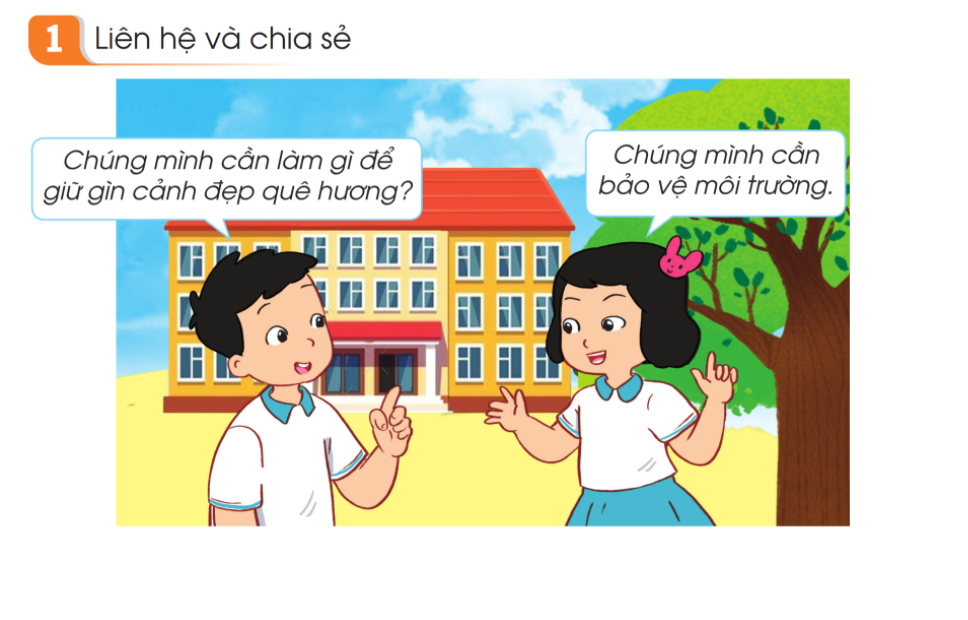 1 Liên hệ và chia sẻ
Chúng mình cần làm gì để
giữ gìn cảnh đẹp quê hương?
Chúng mình cần
bảo vệ môi trường.